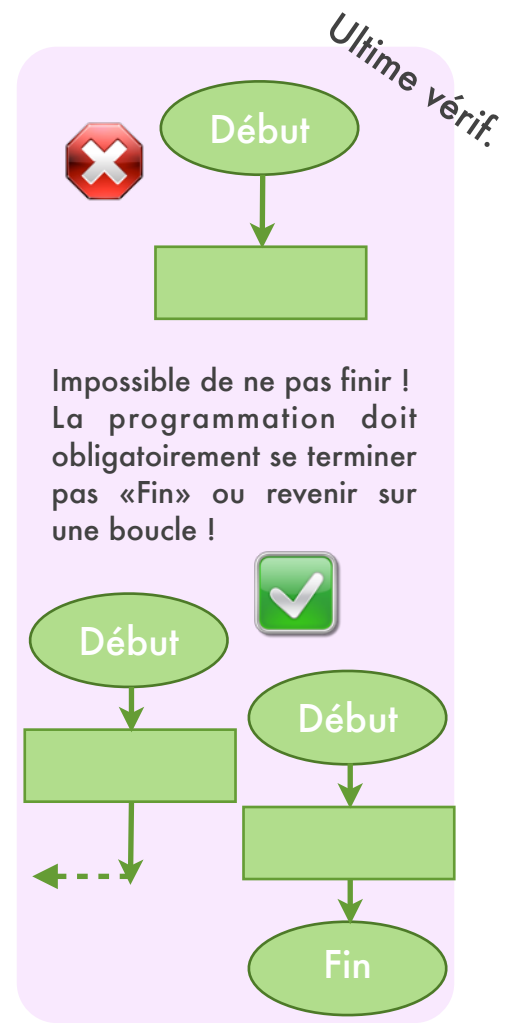 Ultime vérif.
Début
Impossible de ne pas finir !
La programmation doit
obligatoirement se terminer
pas «Fin» ou revenir sur
une boucle !
Début
Début
Fin